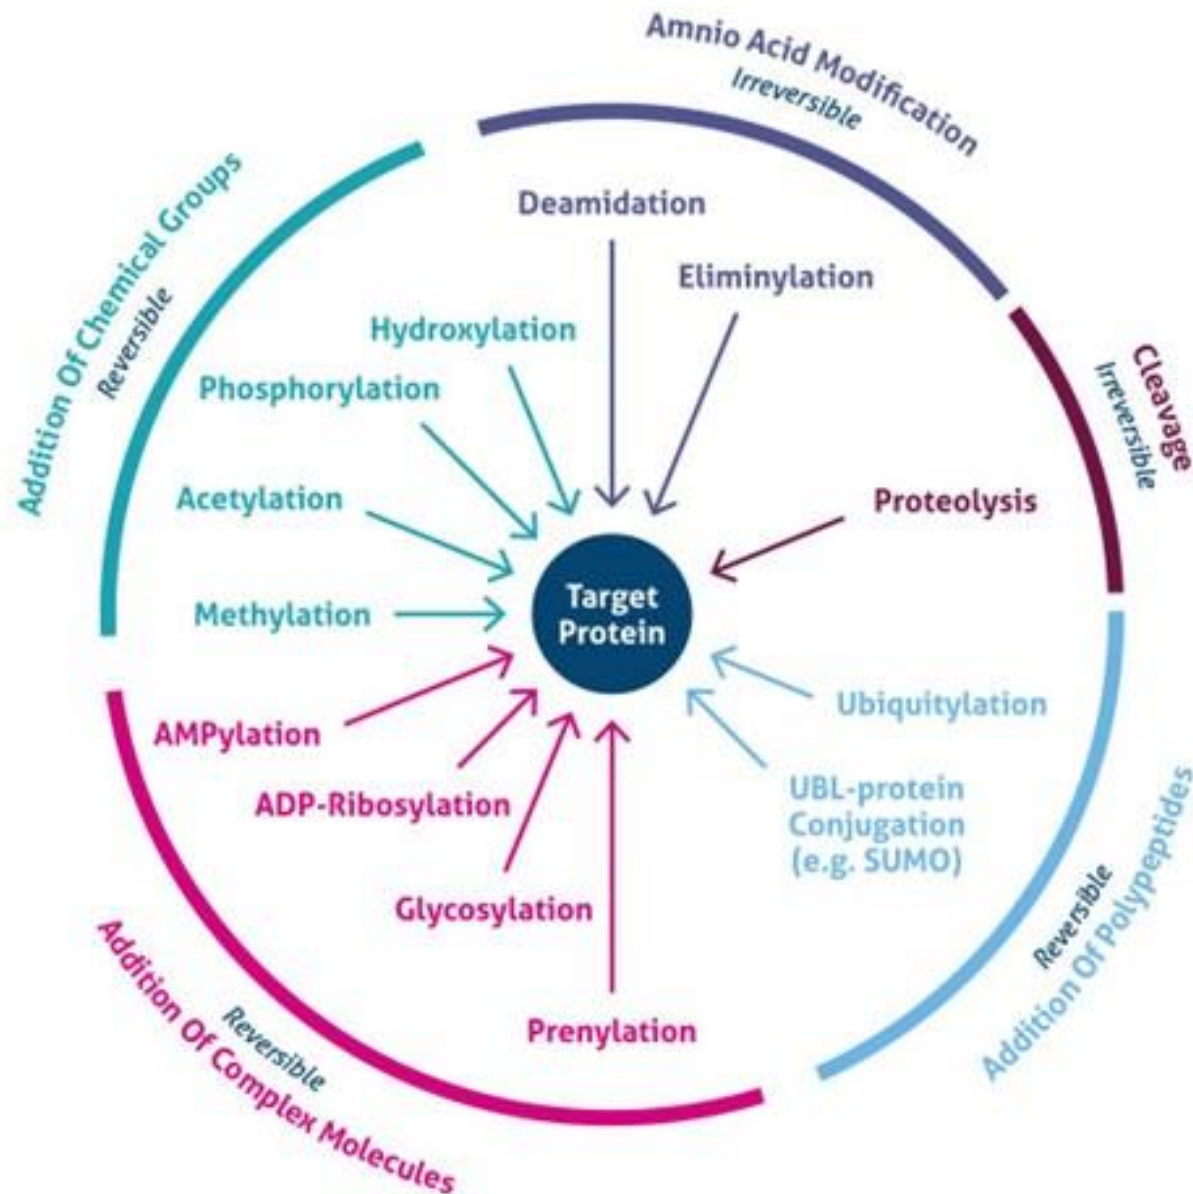 Amnio Acid Modification
Irreversible
Deamidation
Eliminylation
Cleavage
Irreversible
Proteolysis
Addition Of Chemical Groups
Reversible
Hydroxylation
Phosphorylation
Acetylation
Methylation
Target
Protein
AMPylation
ADP-Ribosylation
Glycosylation
Prenylation
Addition Of Complex Molecules
Reversible
Ubiquitylation
UBL-protein
Conjugation
(e.g. SUMO)
Reversible
Addition Of Polypeptides